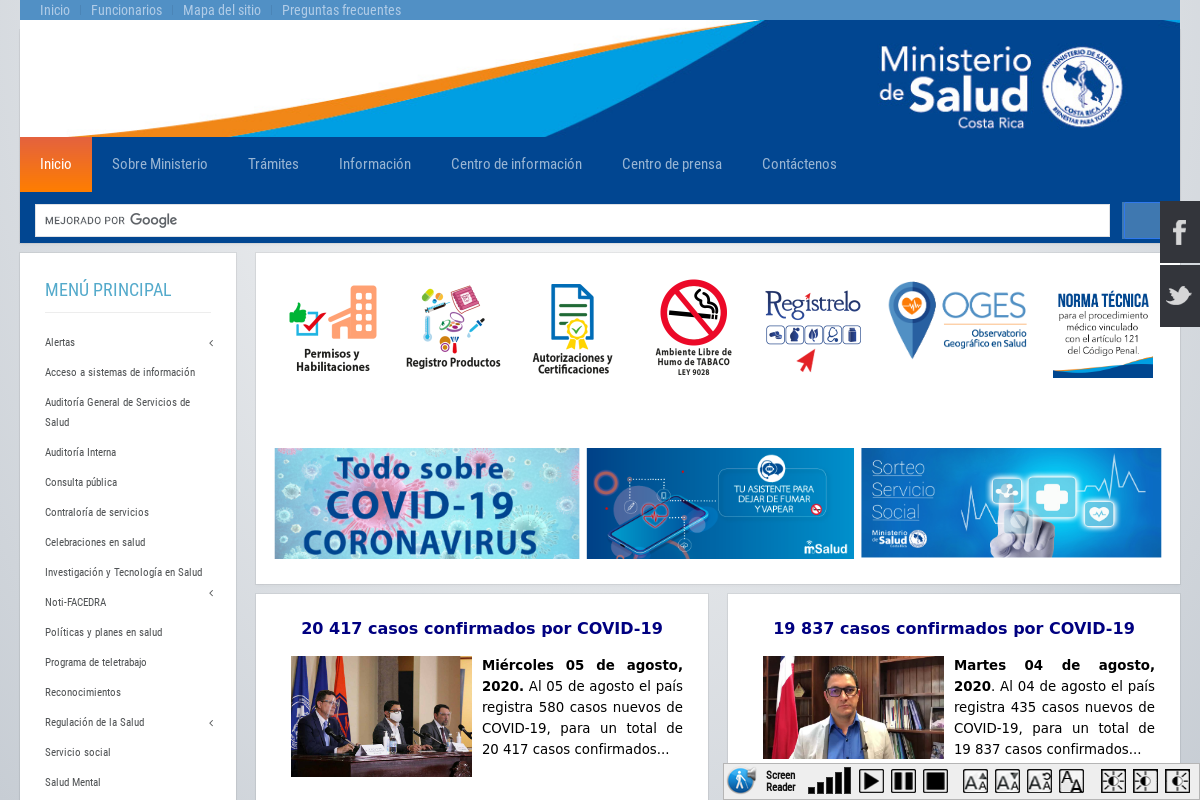 Inicio Funcionarios Mapa del sitio Preguntas frecuentes
Ministerio
de Salud
Costa Rica
MINISTERIO DE SALUD
COSTA RICA
BIENESTAR PARA TODOS
Inicio Sobre Ministerio Trámites Información Centro de información Centro de prensa Contáctenos
MEJORADO POR Google
MENÚ PRINCIPAL
Alertas
Acceso a sistemas de información
Auditoría General de Servicios de
Salud
Auditoría Interna
Consulta pública
Contraloría de servicios
Celebraciones en salud
Investigación y Tecnología en Salud
Noti-FACEDRA
Políticas y planes en salud
Programa de teletrabajo
Reconocimientos
Regulación de la Salud
Servicio social
Salud Mental
Permisos y
Habilitaciones
Registro Productos
Autorizaciones y
Certificaciones
Ambiente Libre de
Humo de TABACO
LEY 9028
Regístrelo
OGES
Observatorio
Geográfico en Salud
NORMA TÉCNICA
para el procedimiento
médico vinculado
con el artículo 121
del Código Penal.
Todo sobre
COVID-19
CORONAVIRUS
TU ASISTENTE PARA
DEJAR DE FUMAR
Y VAPEAR
mSalud
Sorteo
Servicio
Social
Ministerio
de Salud
20 417 casos confirmados por COVID-19
Miércoles 05 de agosto,
2020. Al 05 de agosto el país
registra 580 casos nuevos de
COVID-19, para un total de
20 417 casos confirmados...
19 837 casos confirmados por COVID-19
Martes 04 de agosto,
2020. Al 04 de agosto el país
registra 435 casos nuevos de
COVID-19, para un total de
19 837 casos confirmados...
Screen
Reader